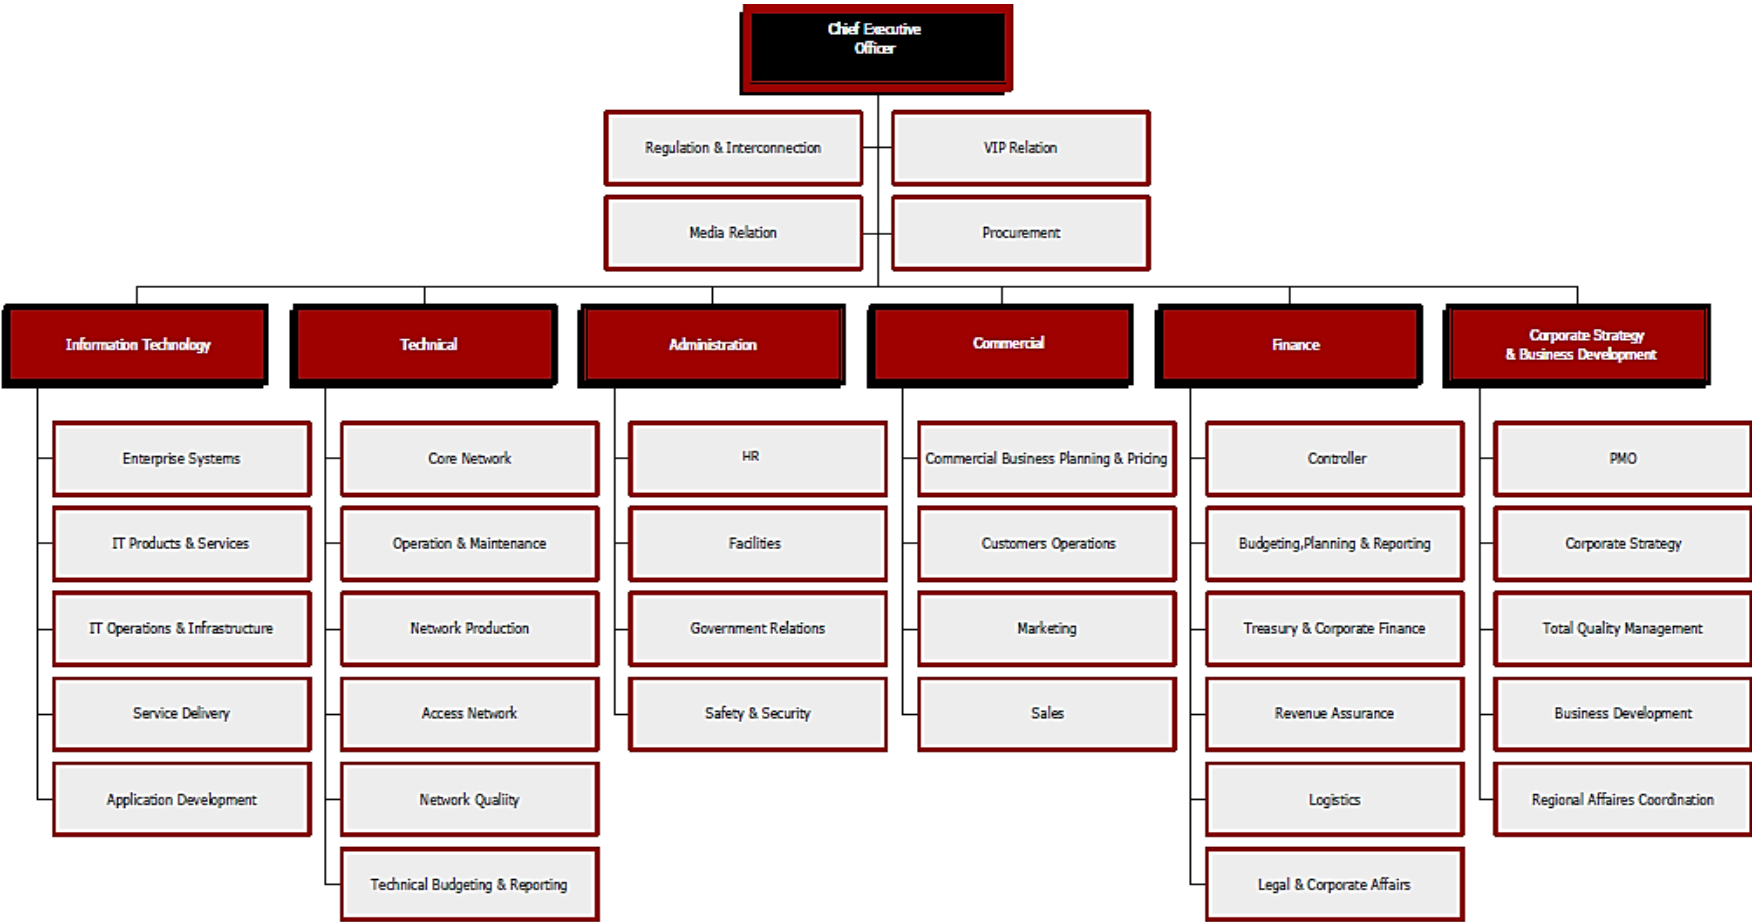 Chief Executive
Officer
Regulation & Interconnection
VIP Relation
Media Relation
Procurement
Information Technology
Technical
Administration
Commercial
Finance
Corporate Strategy
& Business Development
Enterprise Systems
IT Products & Services
IT Operations & Infrastructure
Service Delivery
Application Development
Core Network
Operation & Maintenance
Network Production
Access Network
Network Qualiity
Technical Budgeting & Reporting
HR
Facilities
Government Relations
Safety & Security
Commercial Business Planning & Pricing
Customers Operations
Marketing
Sales
Controller
Budgeting,Planning & Reporting
Treasury & Corporate Finance
Revenue Assurance
Logistics
Legal & Corporate Affairs
PMO
Corporate Strategy
Total Quality Management
Business Development
Regional Affaires Coordination